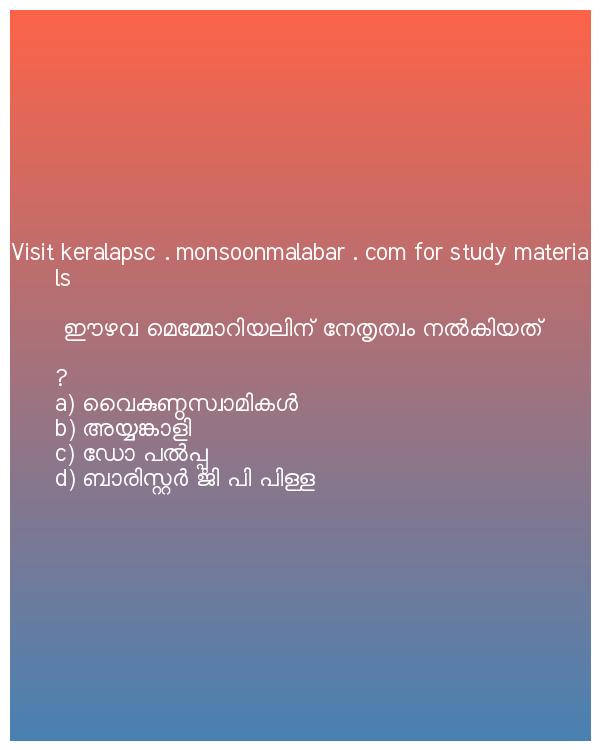 Visit keralapsc . monsoonmalabar . com for study materia
ls
ഈഴവ മെമ്മോറിയലിന് നേതൃത്വം നൽകിയത്
?
a) വൈകുണ്ഠസ്വാമികൾ
b) അയ്യങ്കാളി
c) ഡോ പൽപ്പു
d) ബാരിസ്റ്റർ ജി പി പിള്ള